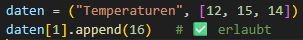 daten = ("Temperaturen", [12, 15, 14])
daten[1].append(16)   # ✅ erlaubt